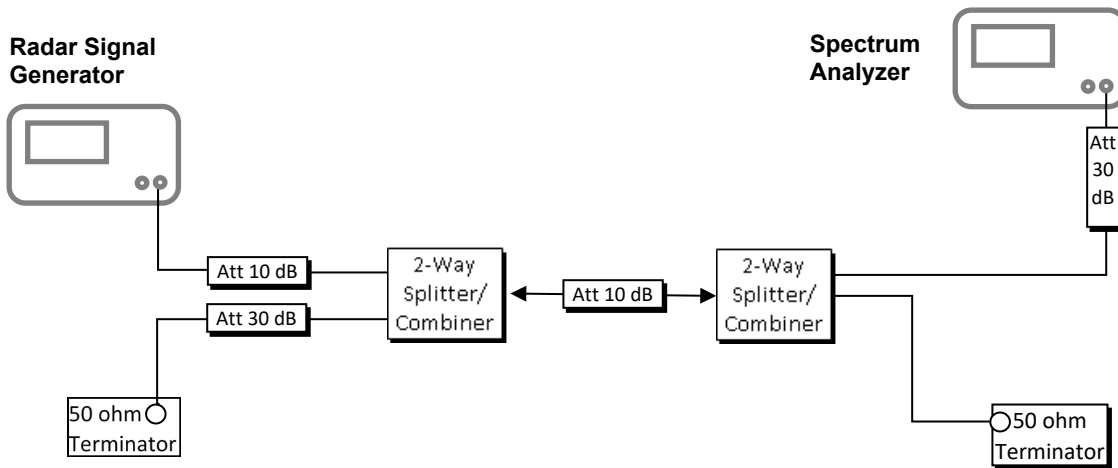 Radar Signal
Generator
Spectrum
Analyzer
Att
30
dB
Att 10 dB
2-Way
Splitter/
Combiner
Att 10 dB
2-Way
Splitter/
Combiner
Att 30 dB
50 ohm
Terminator
50 ohm
Terminator